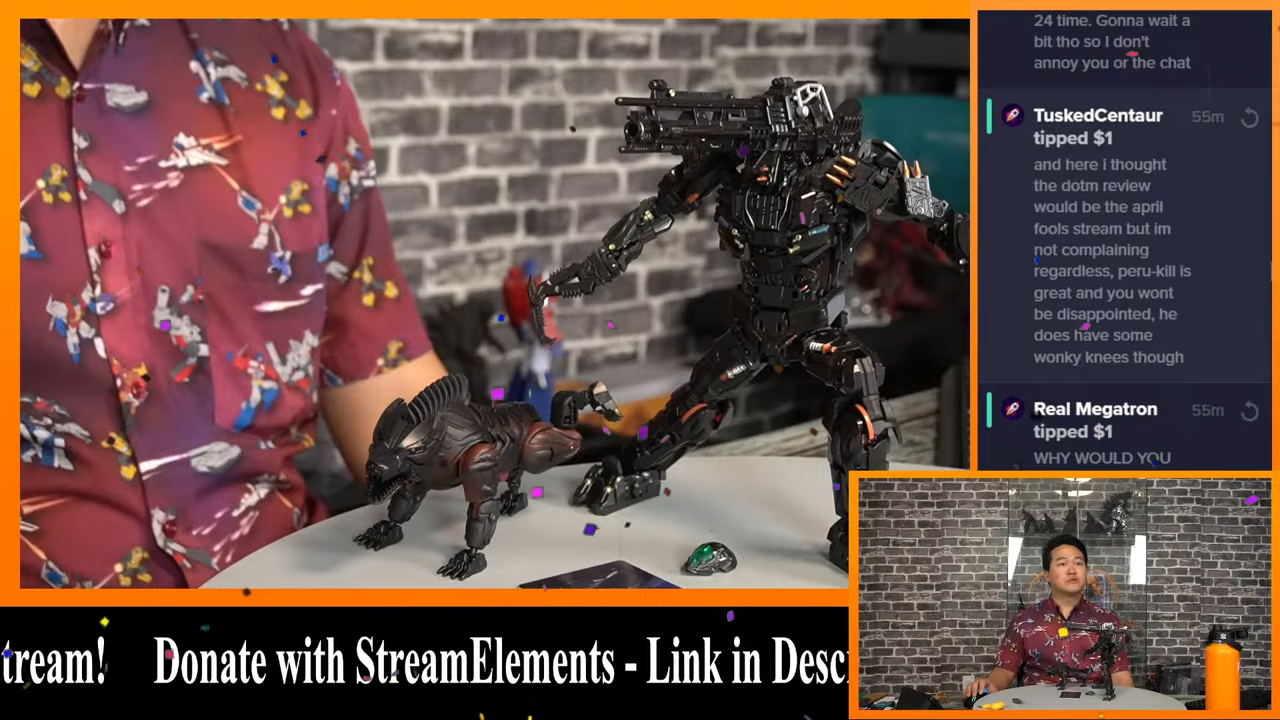 24 time. Gonna wait a
bit tho so I don't
annoy you or the chat
TuskedCentaur 55m
tipped $1
and here i thought
the dotm review
would be the april
fools stream but im
not complaining
regardless, peru-kill is
great and you wont
be disappointed, he
does have some
wonky knees though
Real Megatron 55m
tipped $1
WHY WOULD YOU
tream! Donate with StreamElements - Link in Desc